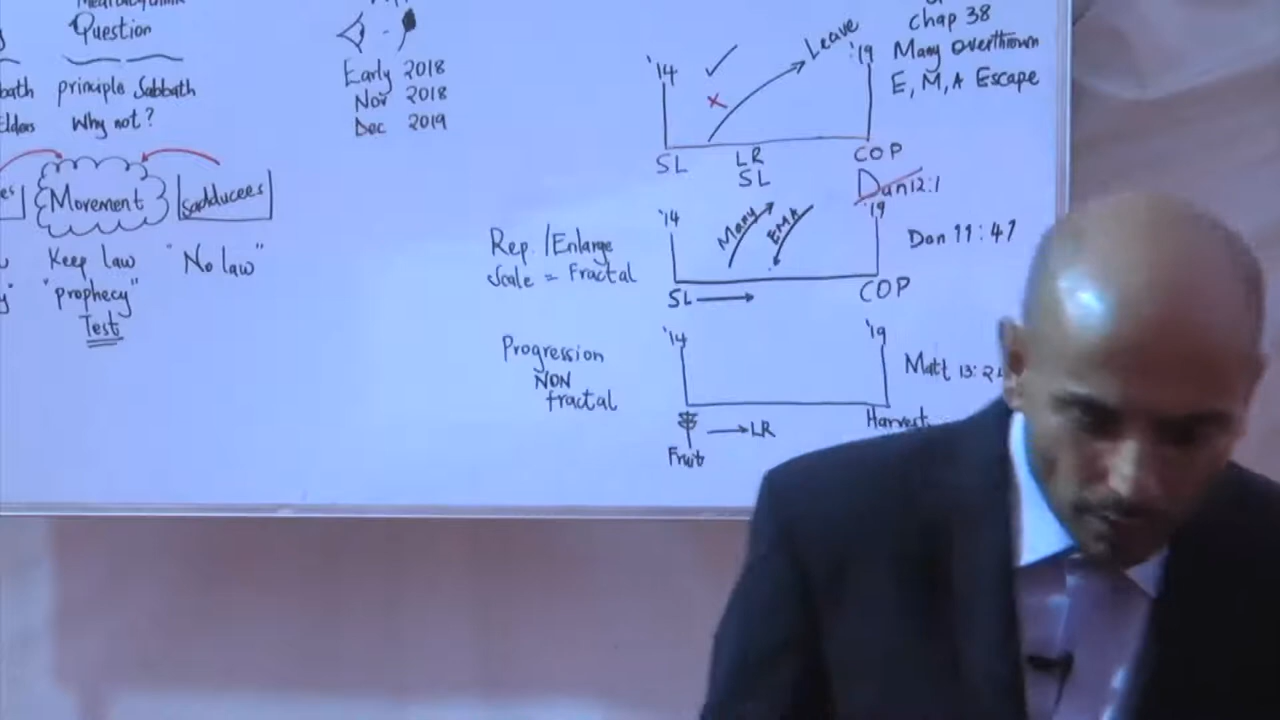 Question
principle Sabbath
Why not?
Movement
Sadducees
Keep law
"No law"
"prophecy"
Test
Early 2018
Nov 2018
Dec 2019
'14
Leave
'19
SL
LR
SL
COP
chap 38
Many overthrown
E, M, A Escape
Dan 12:1
Rep. / Enlarge
Scale = Fractal
'14
Many
EMA
'19
SL
COP
Dan 11:41
Progression
NON
fractal
'14
'19
Matt 13:
Fruit
LR
Harvest